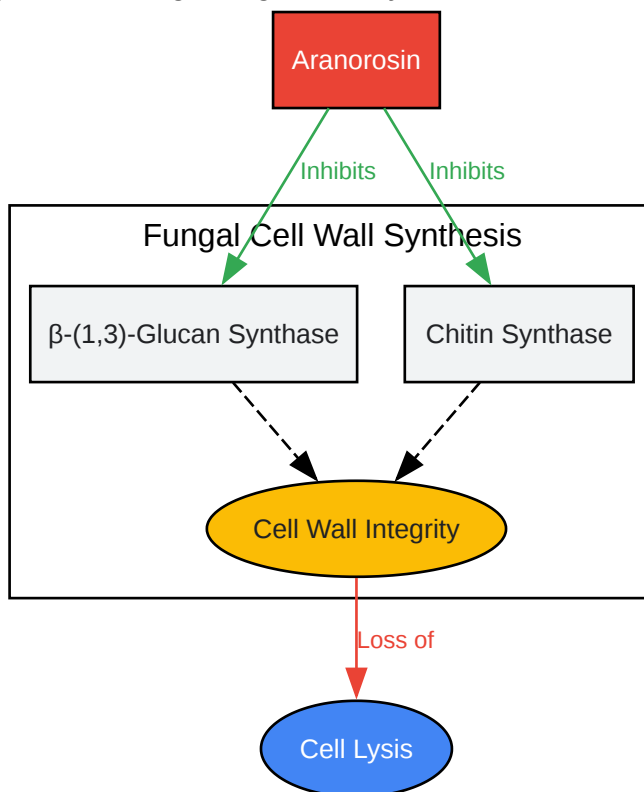 Aranorosin
Inhibits
Inhibits
Fungal Cell Wall Synthesis
β-(1,3)-Glucan Synthase
Chitin Synthase
Cell Wall Integrity
Loss of
Cell Lysis